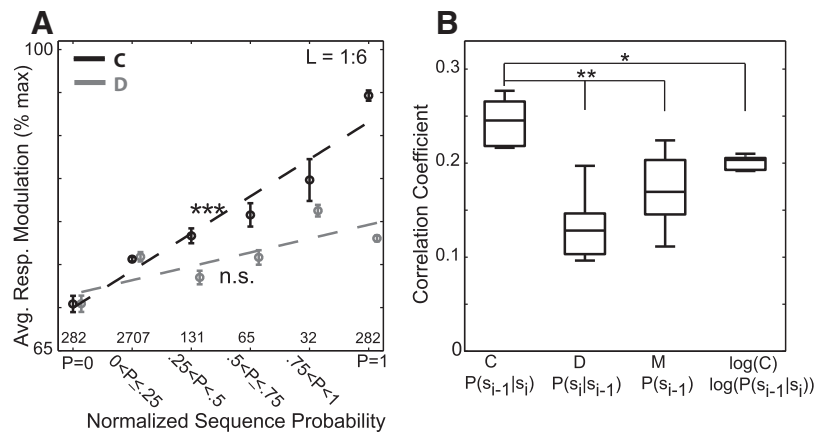 A
B
100
C
D
L = 1:6
***
n.s.
65
Avg. Resp. Modulation (% max)
282 2707 131 65 32 282
P=0 0<P≤.25 .25<P<.5 .5<P≤.75 .75<P<1 P=1
Normalized Sequence Probability
0.3
0.2
0.1
0
Correlation Coefficient
*
**
C D M log(C)
P(si-1|si) P(si|si-1) P(si-1) log(P(si-1|si))